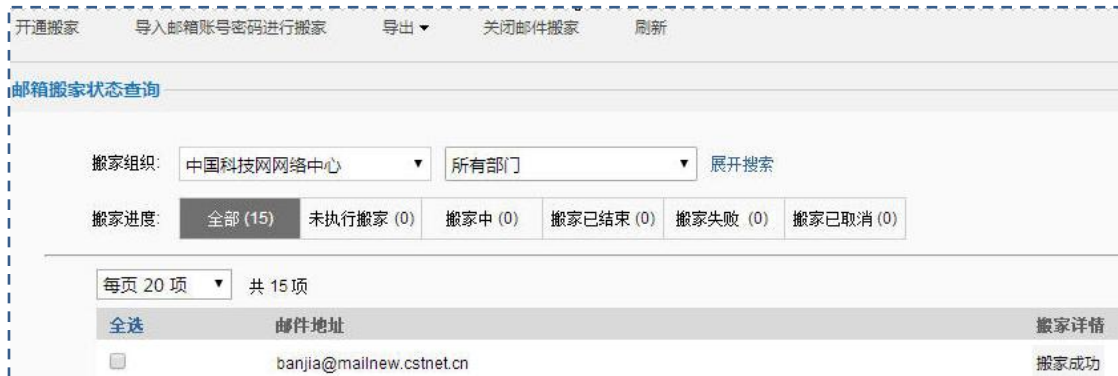 开通搬家 导入邮箱账号密码进行搬家 导出 关闭邮件搬家 刷新
邮箱搬家状态查询
搬家组织: 中国科技网网络中心 所有部门 展开搜索
搬家进度: 全部 (15) 未执行搬家 (0) 搬家中 (0) 搬家已结束 (0) 搬家失败 (0) 搬家已取消 (0)
每页 20 项 共 15 项
全选 邮件地址 搬家详情
banjia@mailnew.cstnet.cn 搬家成功